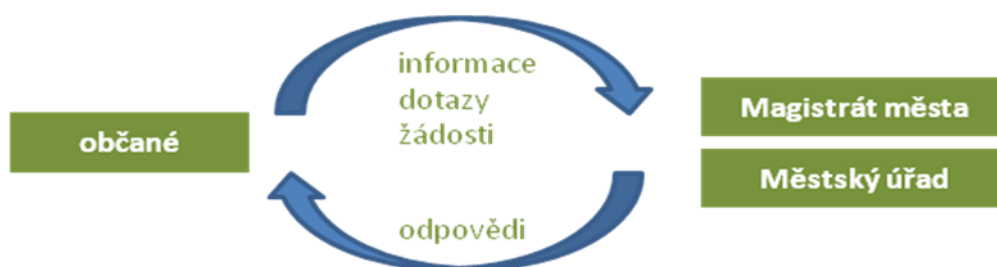 občané
informace
dotazy
žádosti
odpovědi
Magistrát města
Městský úřad